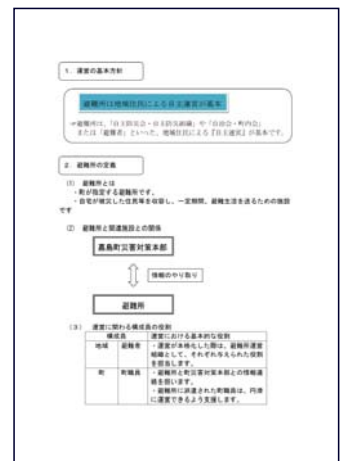 1. 運営の基本方針
避難所は地域住民による自主運営が基本
☞避難所は、「自主防災会・自主防災組織」や「自治会・町内会」
または「避難者」といった、地域住民による『自主運営』が基本です。
2. 避難所の定義
(1) 避難所とは
・町が指定する避難所です。
・自宅が被災した住民等を収容し、一定期間、避難生活を送るための施設
です
(2) 避難所と関連施設との関係
嘉島町災害対策本部
情報のやり取り
避難所
(3) 運営に関わる構成員の役割
構成員 運営における基本的な役割
地域 避難者 ・運営が本格化した際は、避難所運営
組織として、それぞれ与えられた役割
を担当します。
町 町職員 ・避難所と町災害対策本部との情報連
絡を担います。
・避難所に派遣された町職員は、円滑
に運営できるよう支援します。